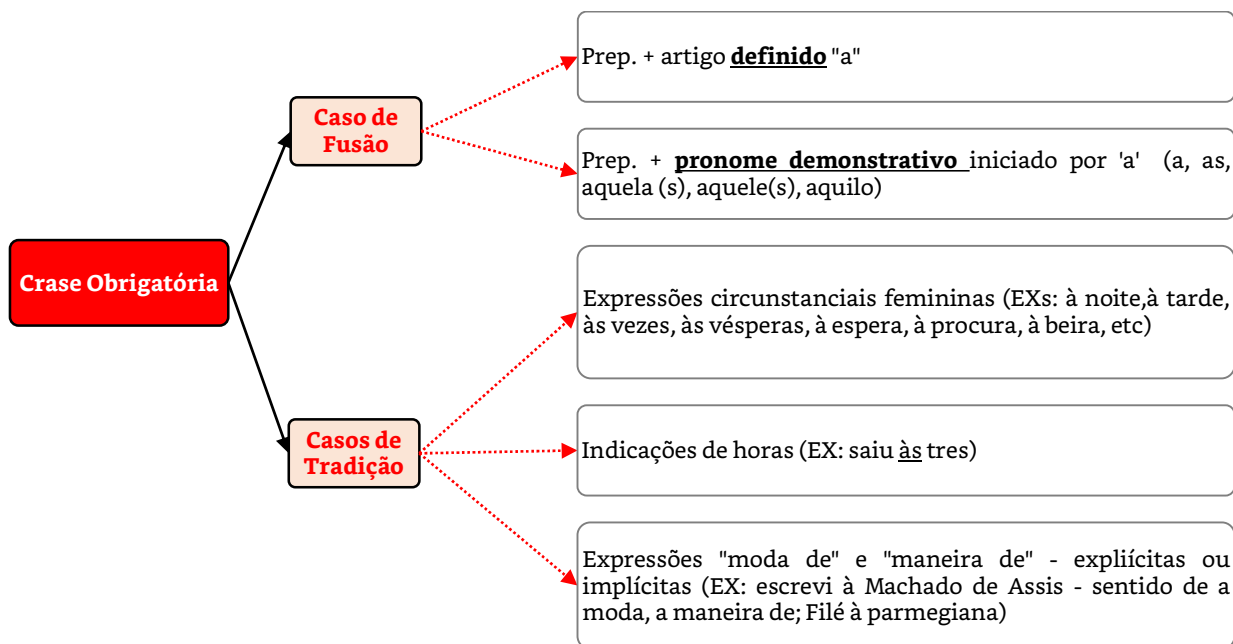 Crase Obrigatória
Caso de
Fusão
Prep. + artigo definido "a"
Prep. + pronome demonstrativo iniciado por 'a' (a, as,
aquela (s), aquele(s), aquilo)
Casos de
Tradição
Expressões circunstanciais femininas (EXs: à noite,à tarde,
às vezes, às vésperas, à espera, à procura, à beira, etc)
Indicações de horas (EX: saiu às tres)
Expressões "moda de" e "maneira de" - expliícitas ou
implícitas (EX: escrevi à Machado de Assis - sentido de a
moda, a maneira de; Filé à parmegiana)